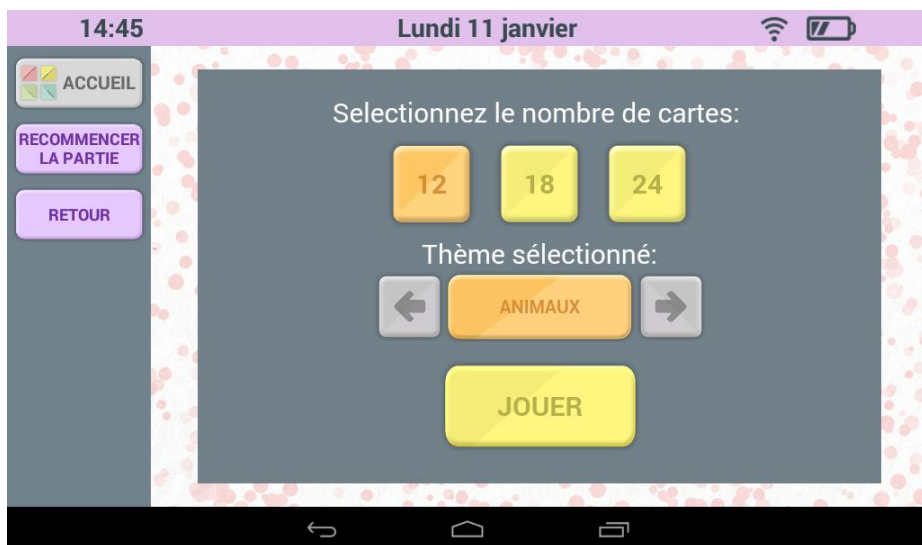 14:45
Lundi 11 janvier
ACCUEIL
RECOMMENCER
LA PARTIE
RETOUR
Selectionnez le nombre de cartes:
12 18 24
Thème sélectionné:
ANIMAUX
JOUER